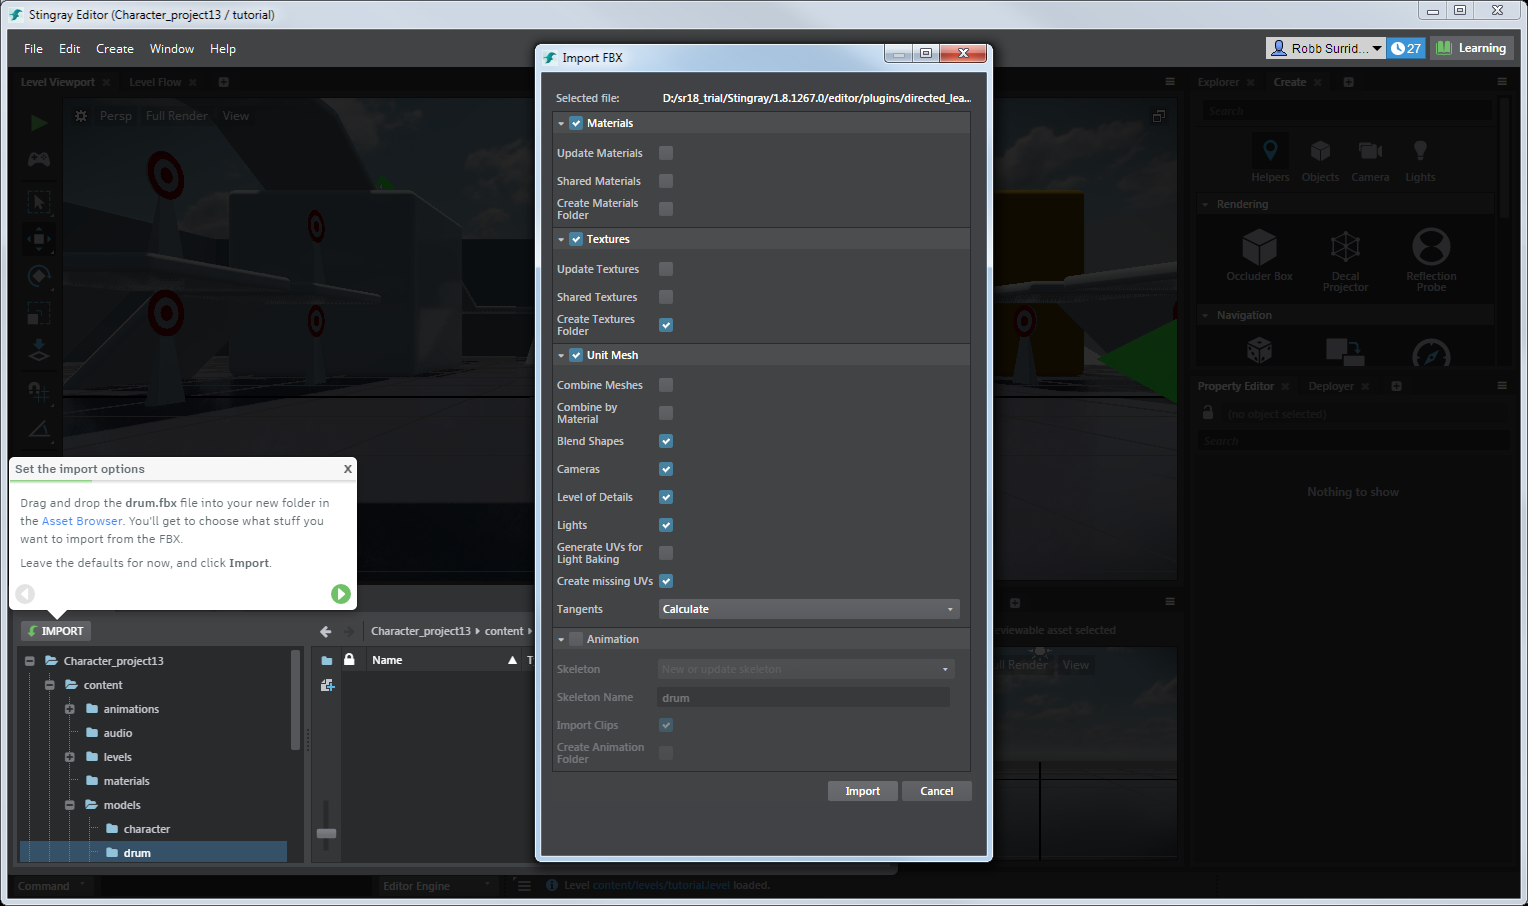 Stingray Editor (Character_project13 / tutorial)
File Edit Create Window Help
Robb Surrid... 27 Learning
Level Viewport Level Flow
Persp Full Render View
Import FBX
Selected file: D:/sr18_trial/Stingray/1.8.1267.0/editor/plugins/directed_lea...
Materials
Update Materials
Shared Materials
Create Materials
Folder
Textures
Update Textures
Shared Textures
Create Textures
Folder
Unit Mesh
Combine Meshes
Combine by
Material
Blend Shapes
Cameras
Level of Details
Lights
Generate UVs for
Light Baking
Create missing UVs
Tangents Calculate
Animation
Skeleton New or update skeleton
Skeleton Name drum
Import Clips
Create Animation
Folder
Import Cancel
Explorer Create
Search
Helpers Objects Camera Lights
Rendering
Occluder Box Decal
Projector Reflection
Probe
Navigation
Property Editor Deployer
(no object selected)
Search
Nothing to show
Set the import options X
Drag and drop the drum.fbx file into your new folder in
the Asset Browser. You'll get to choose what stuff you
want to import from the FBX.
Leave the defaults for now, and click Import.
IMPORT
Character_project13 content
Name T
Character_project13
content
animations
audio
levels
materials
models
character
drum
eviewable asset selected
ull Render View
Command Editor Engine Level content/levels/tutorial.level loaded.